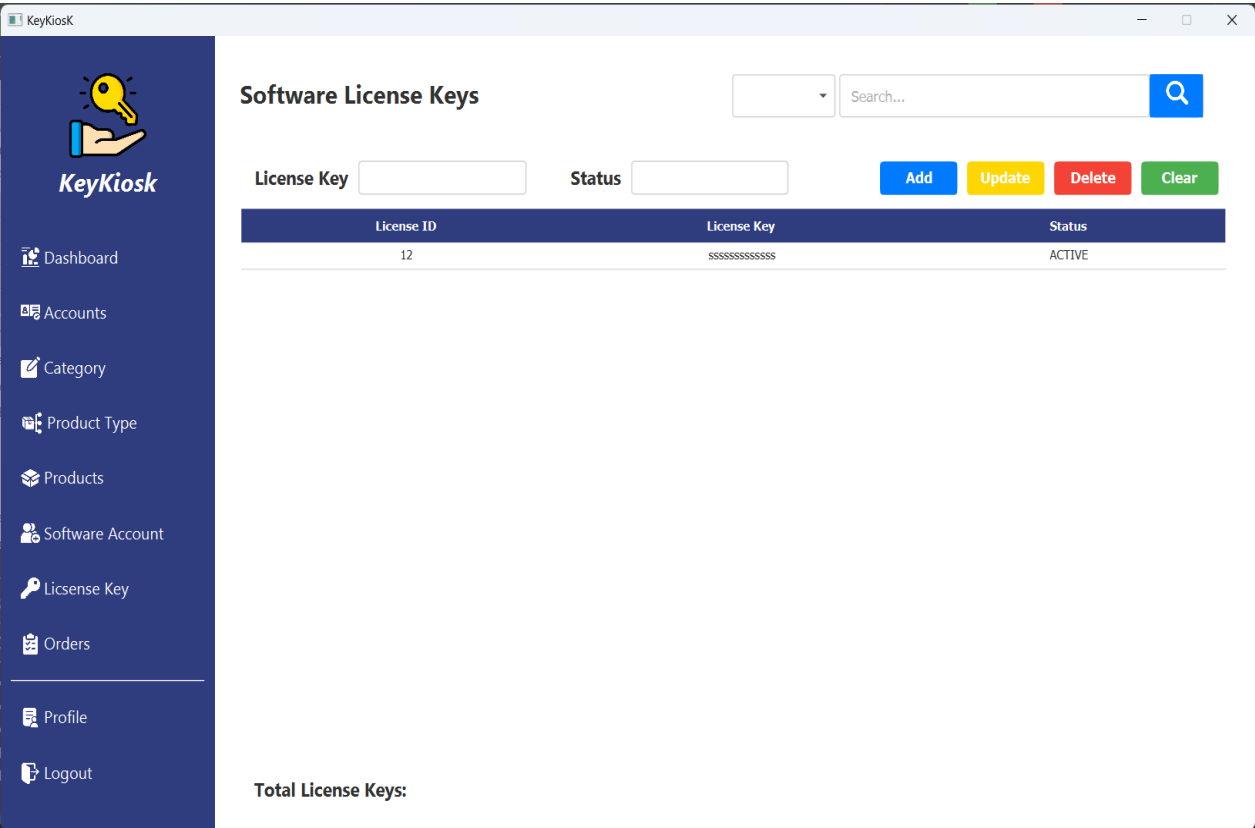 KeyKiosK
KeyKiosk
Dashboard
Accounts
Category
Product Type
Products
Software Account
Licsense Key
Orders
Profile
Logout
Software License Keys
Search...
License Key
Status
Add
Update
Delete
Clear
License ID License Key Status
12 sssssssssssss ACTIVE
Total License Keys: